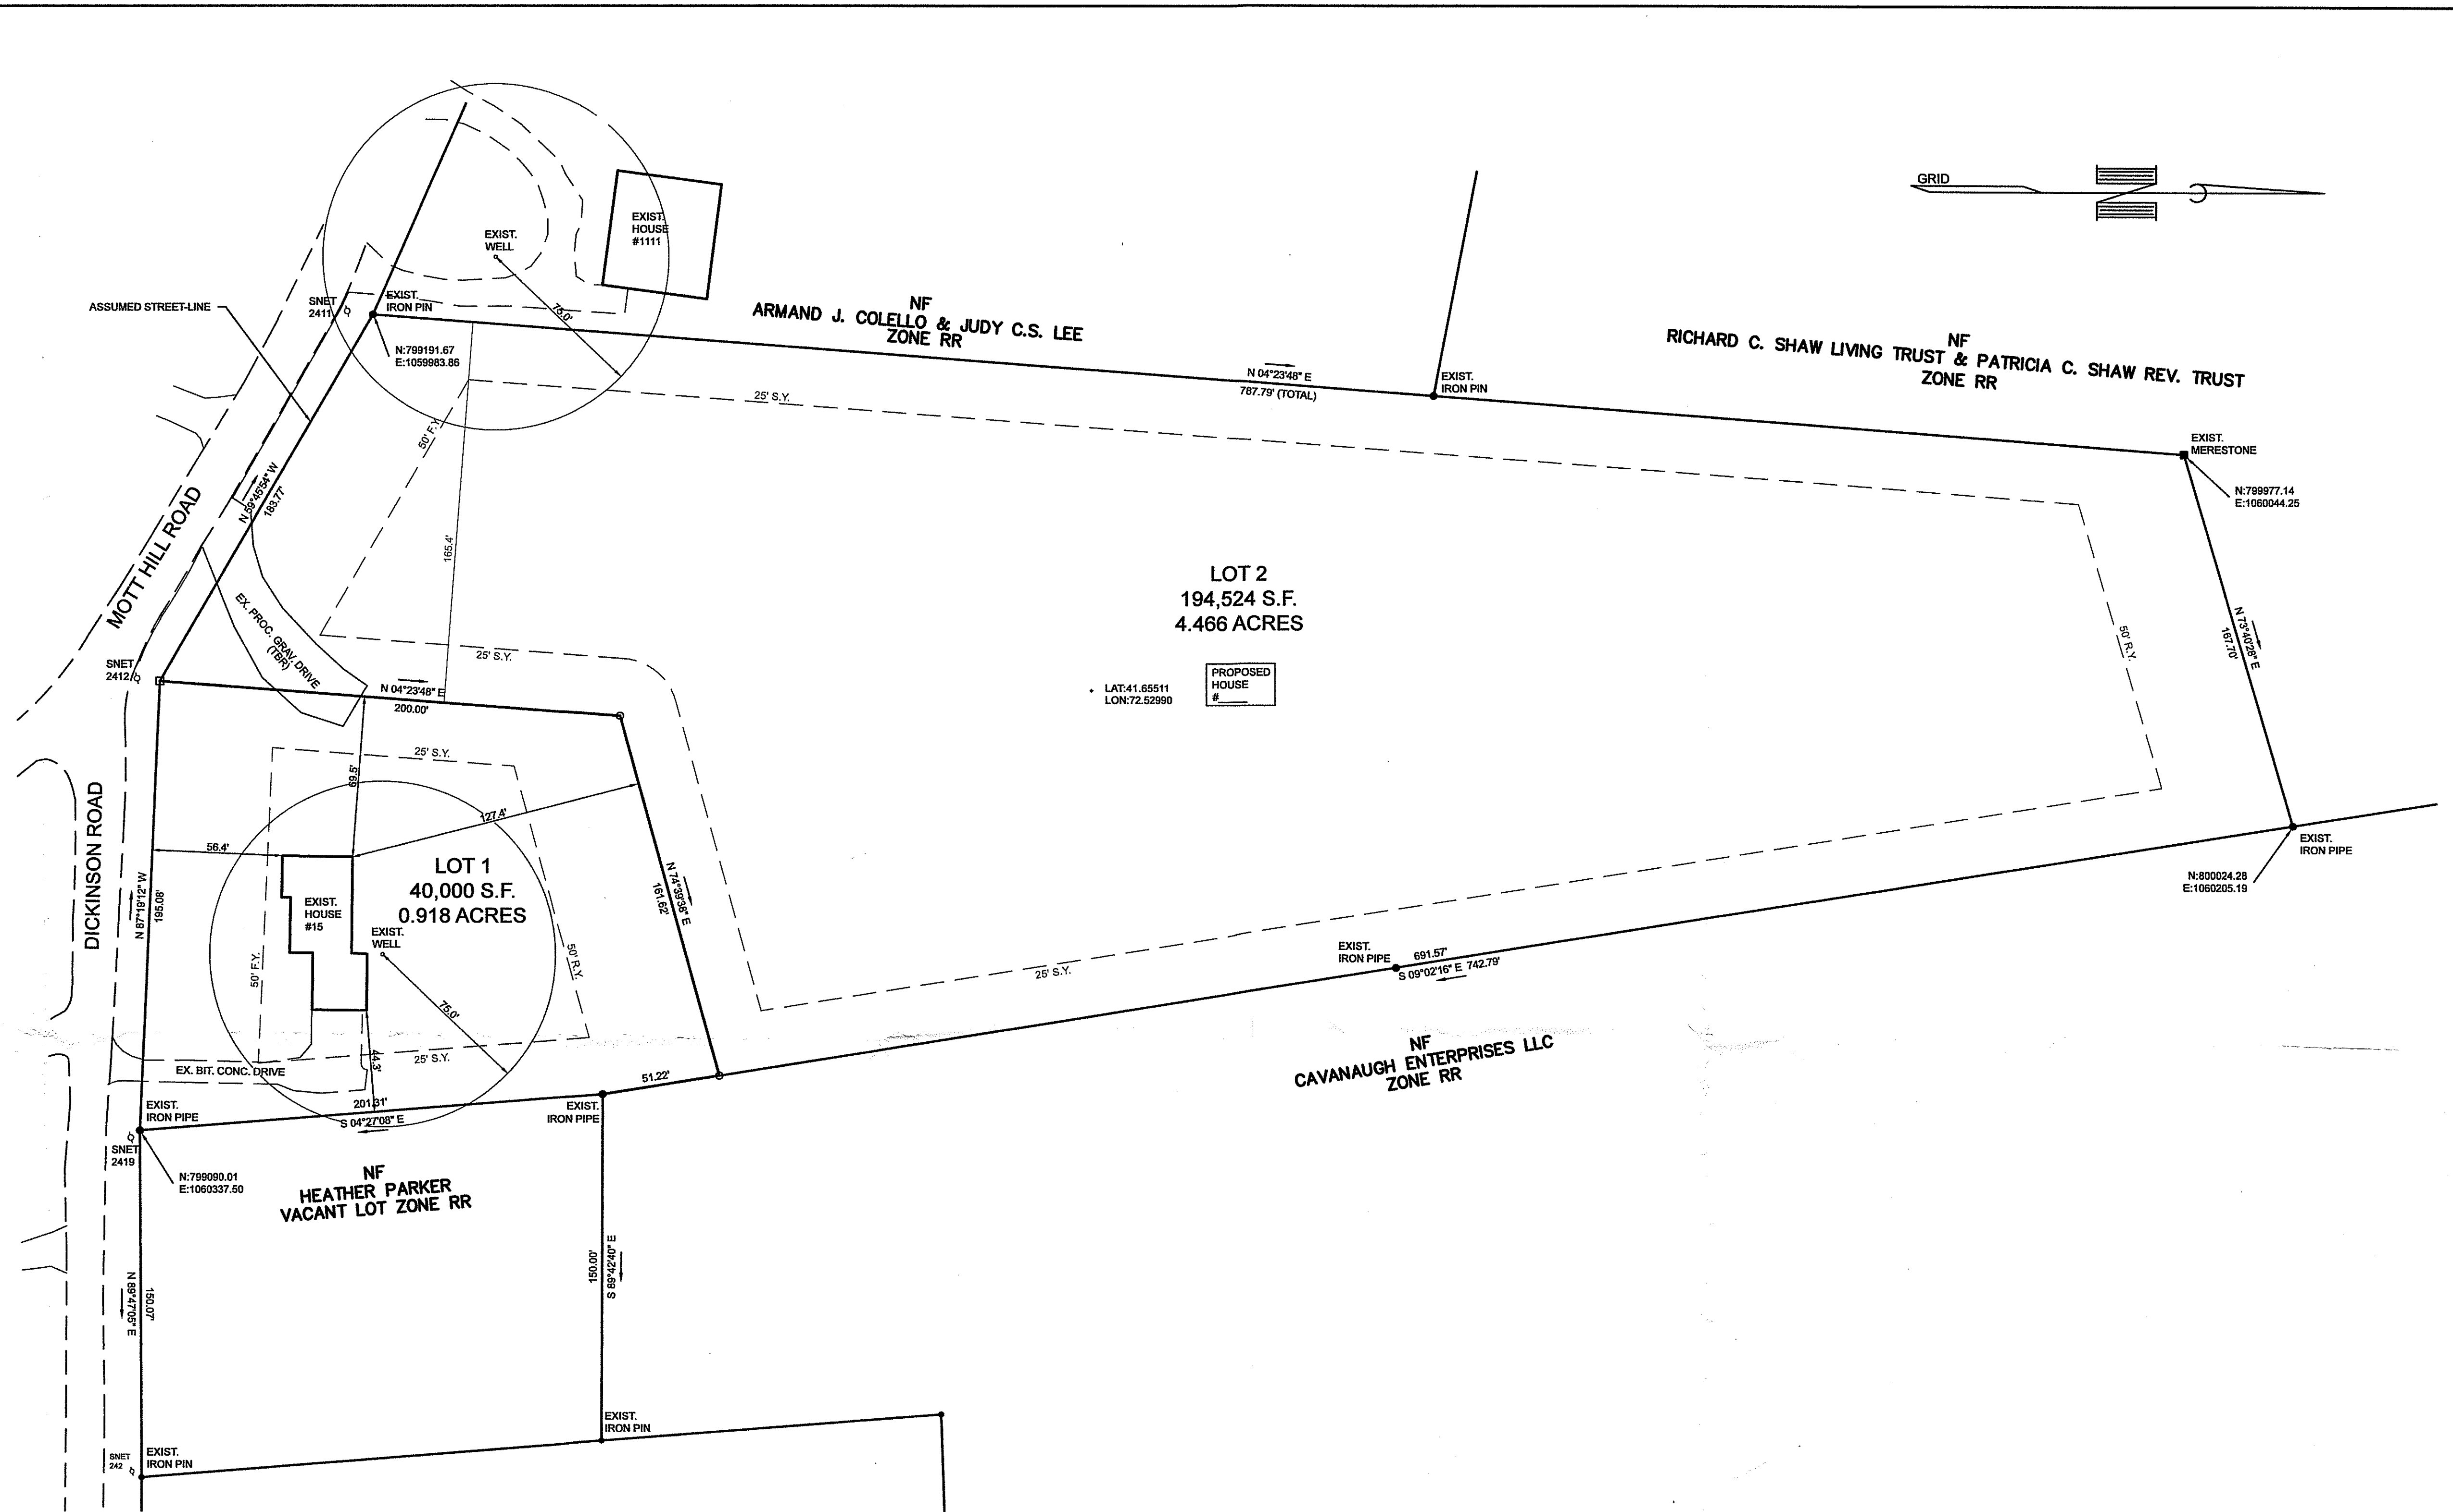 GRID
EXIST.
HOUSE
#1111
EXIST.
WELL
75.0'
ASSUMED STREET-LINE
SNET
2411
EXIST.
IRON PIN
N:799191.67
E:1059983.86
NF
ARMAND J. COLELLO & JUDY C.S. LEE
ZONE RR
N 04°23'48" E
787.79' (TOTAL)
EXIST.
IRON PIN
NF
RICHARD C. SHAW LIVING TRUST & PATRICIA C. SHAW REV. TRUST
ZONE RR
EXIST.
MERESTONE
N:799977.14
E:1060044.25
25' S.Y.
50' F.Y.
N 59°45'54" W
183.77'
MOTT HILL ROAD
165.4'
EX. PROC. GRAV. DRIVE
(TBR)
LOT 2
194,524 S.F.
4.466 ACRES
LAT:41.65511
LON:72.52990
PROPOSED
HOUSE
#_____
50' R.Y.
N 73°40'28" E
167.70'
25' S.Y.
SNET
2412
N 04°23'48" E
200.00'
25' S.Y.
69.5'
127.4'
56.4'
DICKINSON ROAD
N 87°19'12" W
195.08'
LOT 1
40,000 S.F.
0.918 ACRES
EXIST.
HOUSE
#15
EXIST.
WELL
75.0'
50' F.Y.
50' R.Y.
N 74°39'38" E
161.62'
EXIST.
IRON PIPE
N:800024.28
E:1060205.19
EXIST.
IRON PIPE
691.57'
S 09°02'16" E 742.79'
25' S.Y.
NF
CAVANAUGH ENTERPRISES LLC
ZONE RR
25' S.Y.
44.3'
EX. BIT. CONC. DRIVE
51.22'
201.31'
S 04°27'08" E
EXIST.
IRON PIPE
EXIST.
IRON PIPE
SNET
2419
N:799090.01
E:1060337.50
NF
HEATHER PARKER
VACANT LOT ZONE RR
150.00'
S 89°42'40" E
150.07'
N 89°47'05" E
EXIST.
IRON PIN
EXIST.
IRON PIN
SNET
242